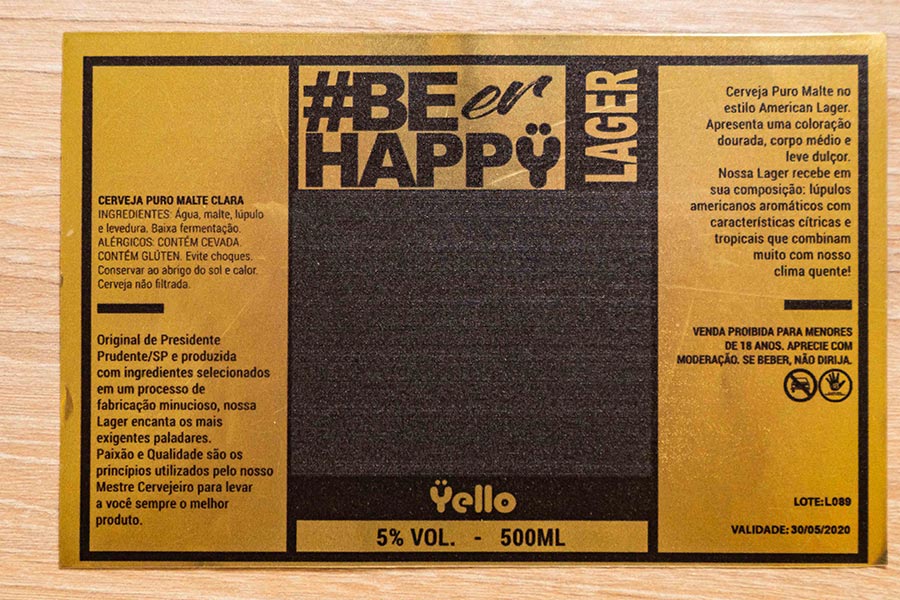 CERVEJA PURO MALTE CLARA
INGREDIENTES: Água, malte, lúpulo
e levedura. Baixa fermentação.
ALÉRGICOS: CONTÉM CEVADA.
CONTÉM GLÚTEN. Evite choques.
Conservar ao abrigo do sol e calor.
Cerveja não filtrada.
Original de Presidente
Prudente/SP e produzida
com ingredientes selecionados
em um processo de
fabricação minucioso, nossa
Lager encanta os mais
exigentes paladares.
Paixão e Qualidade são os
princípios utilizados pelo nosso
Mestre Cervejeiro para levar
a você sempre o melhor
produto.
#BEer
HAPPŸ
LAGER
Ÿello
5% VOL. - 500ML
Cerveja Puro Malte no
estilo American Lager.
Apresenta uma coloração
dourada, corpo médio e
leve dulçor.
Nossa Lager recebe em
sua composição: lúpulos
americanos aromáticos com
características cítricas e
tropicais que combinam
muito com nosso
clima quente!
VENDA PROIBIDA PARA MENORES
DE 18 ANOS. APRECIE COM
MODERAÇÃO. SE BEBER, NÃO DIRIJA.
LOTE:L089
VALIDADE: 30/05/2020